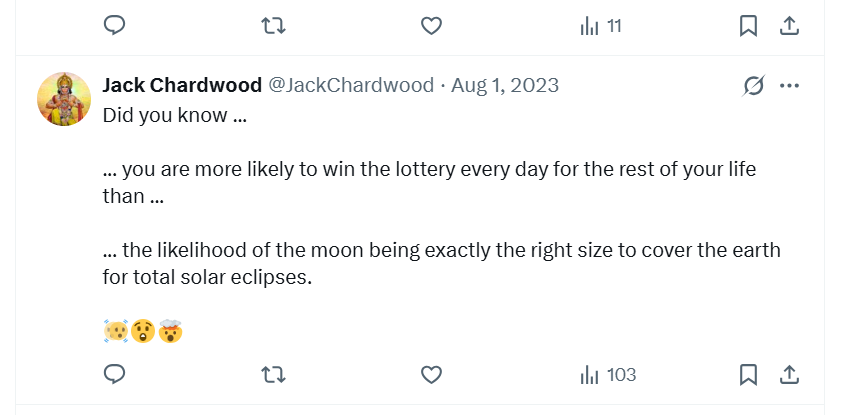 11
Jack Chardwood @JackChardwood · Aug 1, 2023
Did you know ...
... you are more likely to win the lottery every day for the rest of your life
than ...
... the likelihood of the moon being exactly the right size to cover the earth
for total solar eclipses.
103